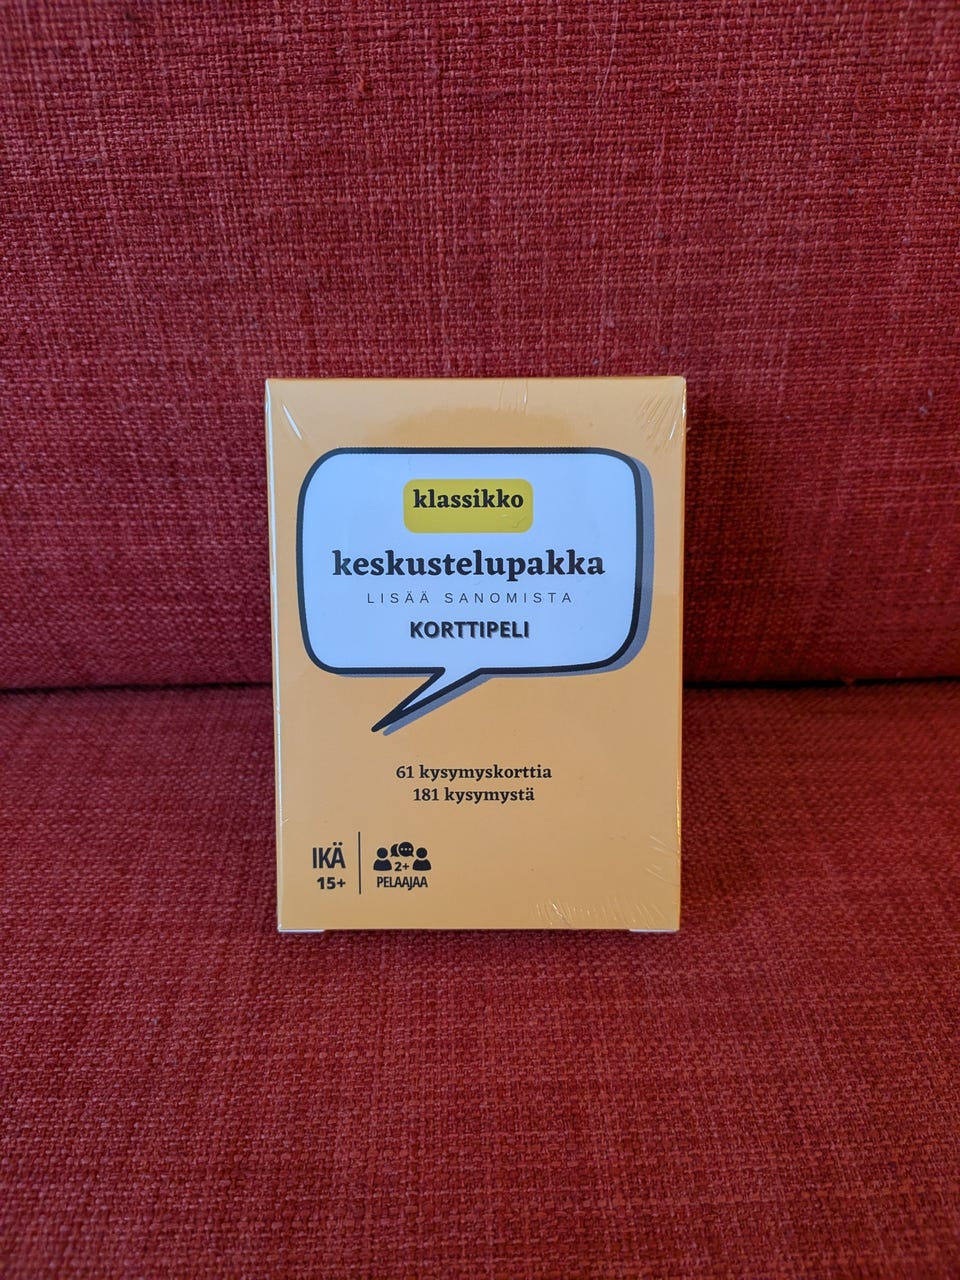 klassikko
keskustelupakka
LISÄÄ SANOMISTA
KORTTIPELI
61 kysymyskorttia
181 kysymystä
IKÄ
15+
2+
PELAAJAA